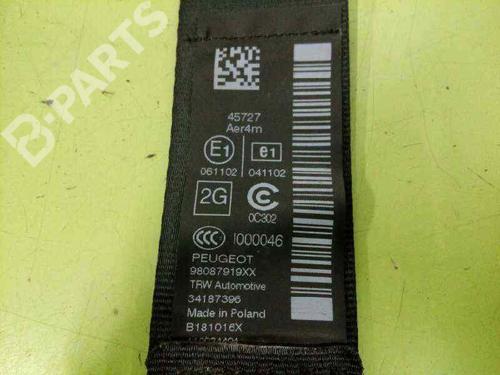 B-PARTS
45727
Aer4m
E1
e1
061102
041102
2G
C
0C302
CCC
I000046
PEUGEOT
98087919XX
TRW Automotive
34187396
Made in Poland
B181016X